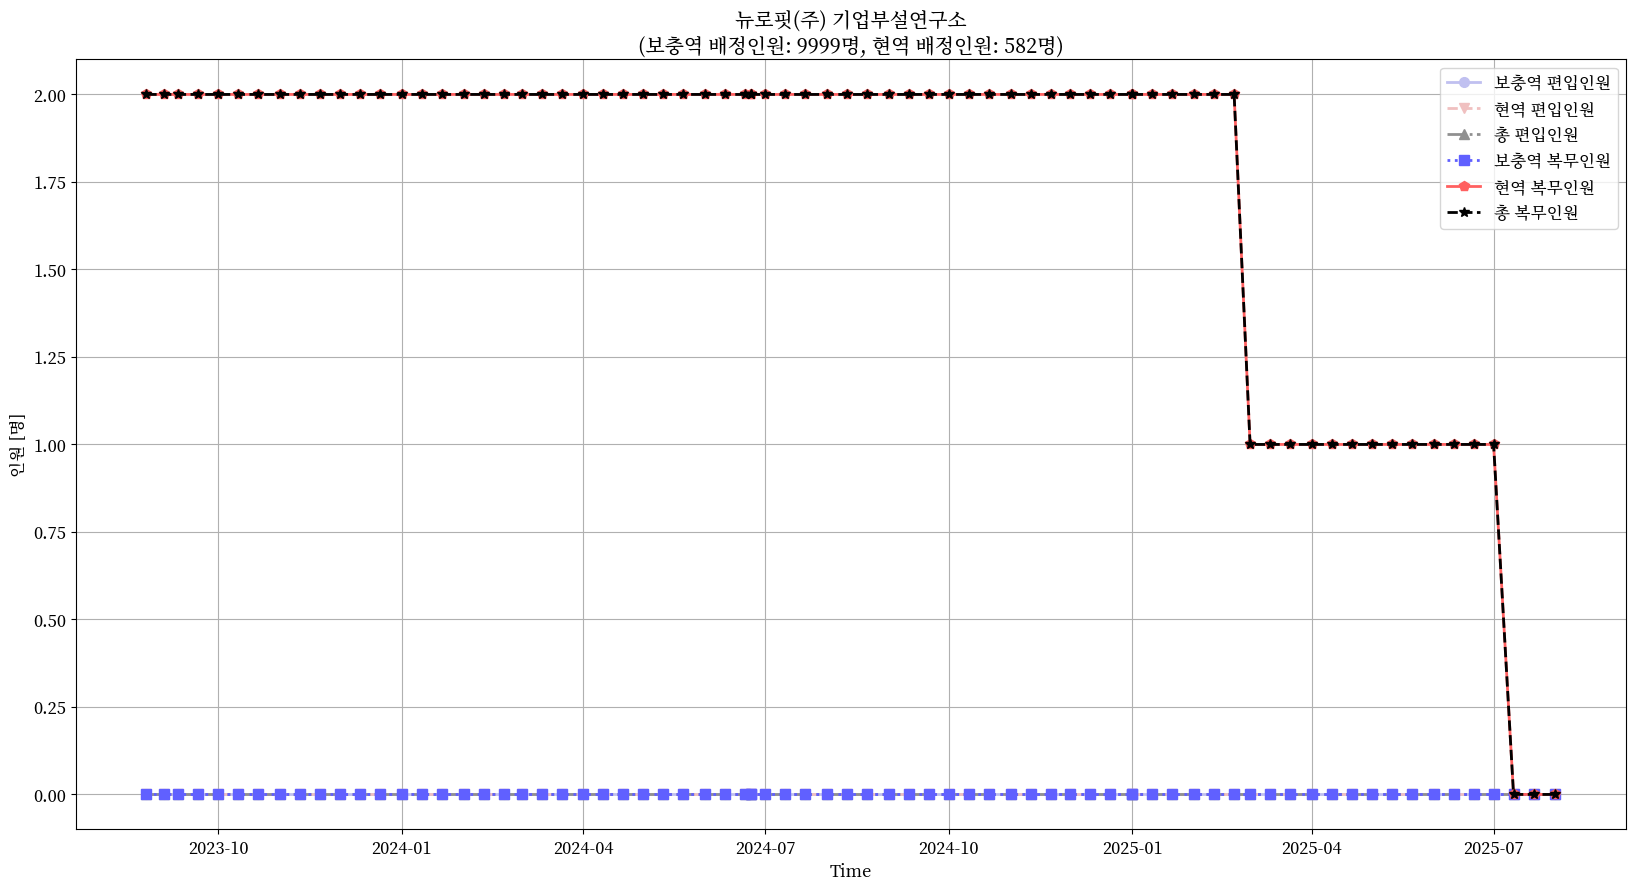 뉴로핏(주) 기업부설연구소
(보충역 배정인원: 9999명, 현역 배정인원: 582명)
보충역 편입인원
현역 편입인원
총 편입인원
보충역 복무인원
현역 복무인원
총 복무인원
2.00
1.75
1.50
1.25
1.00
0.75
0.50
0.25
0.00
인원 [명]
2023-10 2024-01 2024-04 2024-07 2024-10 2025-01 2025-04 2025-07
Time